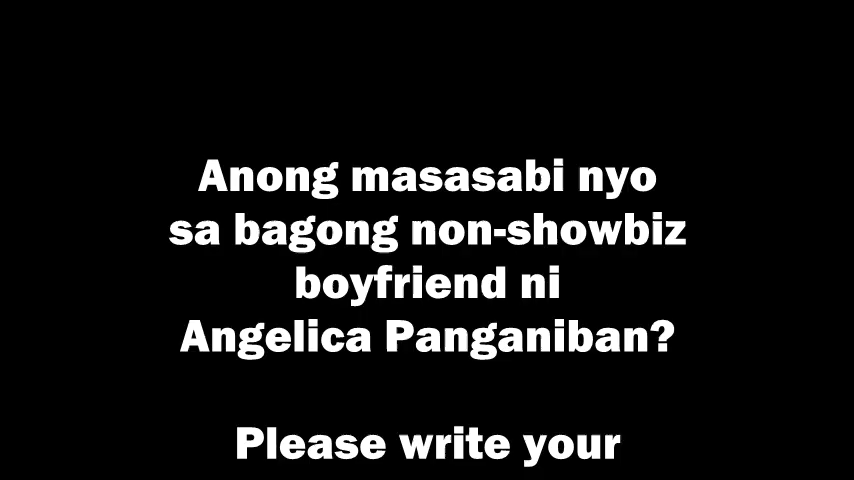 Anong masasabi nyo
sa bagong non-showbiz
boyfriend ni
Angelica Panganiban?
Please write your